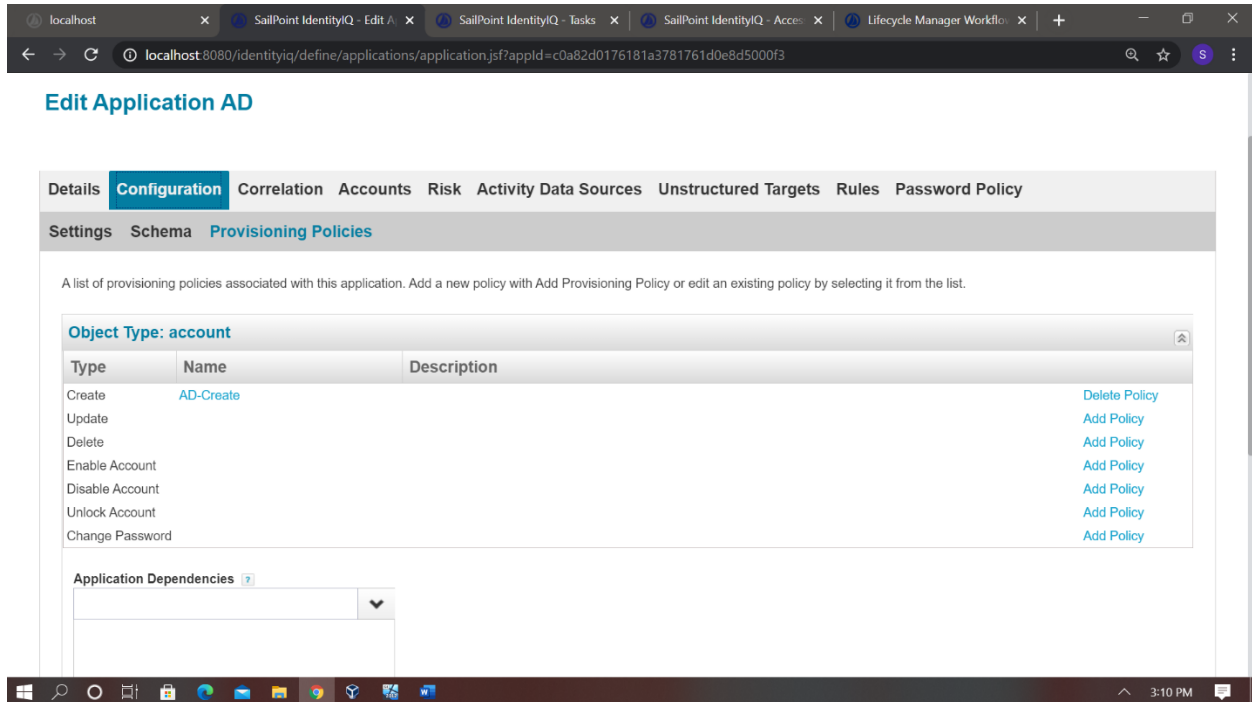 localhost
SailPoint IdentityIQ - Edit Ap
SailPoint IdentityIQ - Tasks
SailPoint IdentityIQ - Acces
Lifecycle Manager Workflow
localhost:8080/identityiq/define/applications/application.jsf?appId=c0a82d0176181a3781761d0e8d5000f3
S
Edit Application AD
Details Configuration Correlation Accounts Risk Activity Data Sources Unstructured Targets Rules Password Policy
Settings Schema Provisioning Policies
A list of provisioning policies associated with this application. Add a new policy with Add Provisioning Policy or edit an existing policy by selecting it from the list.
Object Type: account
Type Name Description
Create AD-Create Delete Policy
Update Add Policy
Delete Add Policy
Enable Account Add Policy
Disable Account Add Policy
Unlock Account Add Policy
Change Password Add Policy
Application Dependencies ?
W
3:10 PM